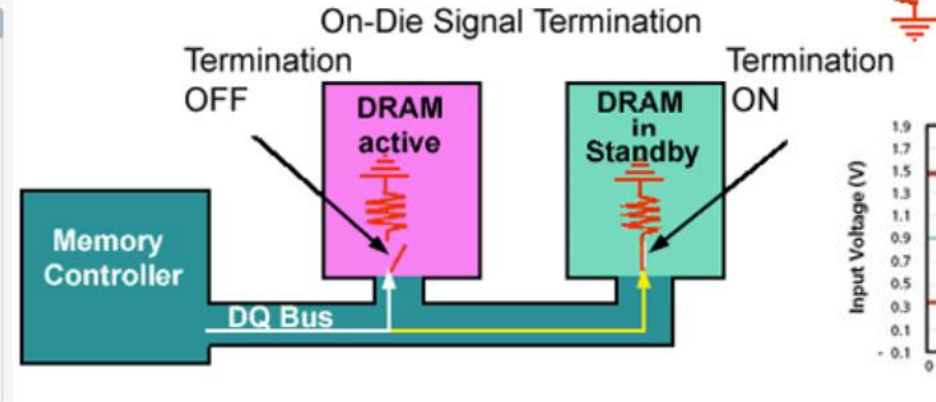 On-Die Signal Termination
Termination
OFF
Termination
ON
DRAM
active
DRAM
in
Standby
Memory
Controller
DQ Bus
Input Voltage (V)
1.9
1.7
1.5
1.3
1.1
0.9
0.7
0.5
0.3
0.1
- 0.1
0